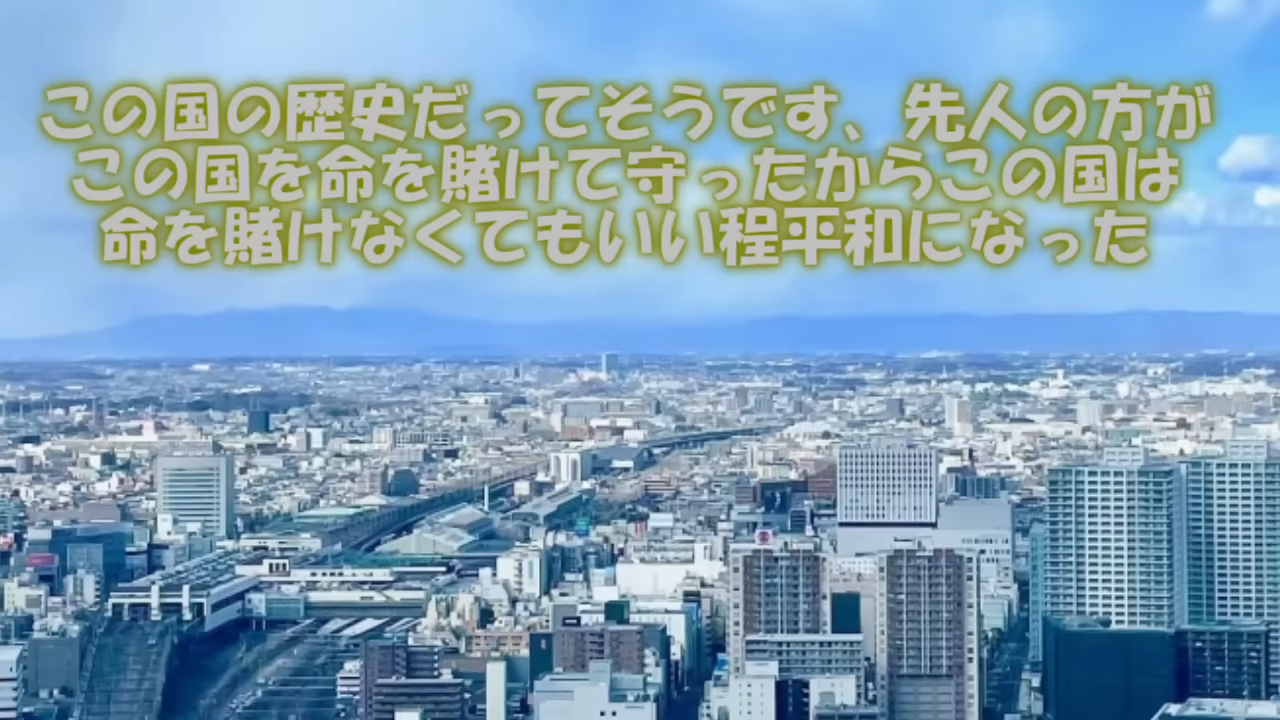 この国の歴史だってそうです、先人の方が
この国を命を賭けて守ったからこの国は
命を賭けなくてもいい程平和になった